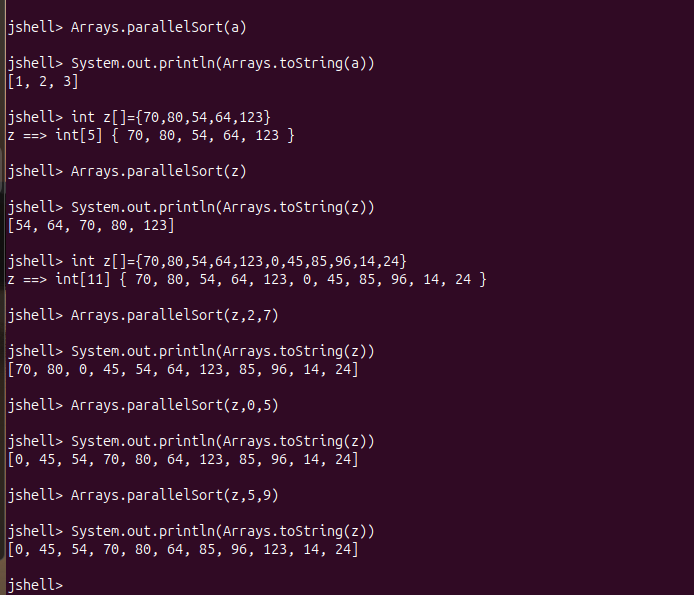 jshell> Arrays.parallelSort(a)
jshell> System.out.println(Arrays.toString(a))
[1, 2, 3]
jshell> int z[]={70,80,54,64,123}
z ==> int[5] { 70, 80, 54, 64, 123 }
jshell> Arrays.parallelSort(z)
jshell> System.out.println(Arrays.toString(z))
[54, 64, 70, 80, 123]
jshell> int z[]={70,80,54,64,123,0,45,85,96,14,24}
z ==> int[11] { 70, 80, 54, 64, 123, 0, 45, 85, 96, 14, 24 }
jshell> Arrays.parallelSort(z,2,7)
jshell> System.out.println(Arrays.toString(z))
[70, 80, 0, 45, 54, 64, 123, 85, 96, 14, 24]
jshell> Arrays.parallelSort(z,0,5)
jshell> System.out.println(Arrays.toString(z))
[0, 45, 54, 70, 80, 64, 123, 85, 96, 14, 24]
jshell> Arrays.parallelSort(z,5,9)
jshell> System.out.println(Arrays.toString(z))
[0, 45, 54, 70, 80, 64, 85, 96, 123, 14, 24]
jshell>